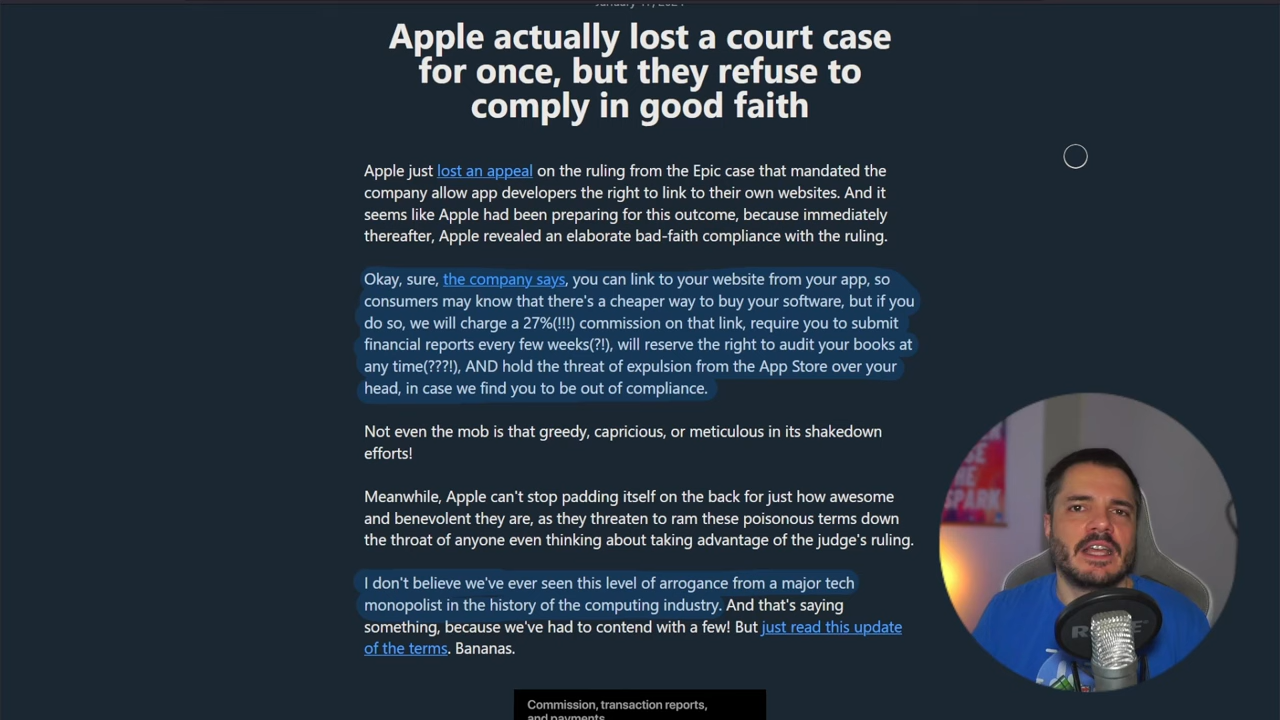 Apple actually lost a court case
for once, but they refuse to
comply in good faith
Apple just lost an appeal on the ruling from the Epic case that mandated the
company allow app developers the right to link to their own websites. And it
seems like Apple had been preparing for this outcome, because immediately
thereafter, Apple revealed an elaborate bad-faith compliance with the ruling.
Okay, sure, the company says, you can link to your website from your app, so
consumers may know that there's a cheaper way to buy your software, but if you
do so, we will charge a 27%(!!!) commission on that link, require you to submit
financial reports every few weeks(?!), will reserve the right to audit your books at
any time(???!), AND hold the threat of expulsion from the App Store over your
head, in case we find you to be out of compliance.
Not even the mob is that greedy, capricious, or meticulous in its shakedown
efforts!
Meanwhile, Apple can't stop padding itself on the back for just how awesome
and benevolent they are, as they threaten to ram these poisonous terms down
the throat of anyone even thinking about taking advantage of the judge's ruling.
I don't believe we've ever seen this level of arrogance from a major tech
monopolist in the history of the computing industry. And that's saying
something, because we've had to contend with a few! But just read this update
of the terms. Bananas.
Commission, transaction reports,
and payments